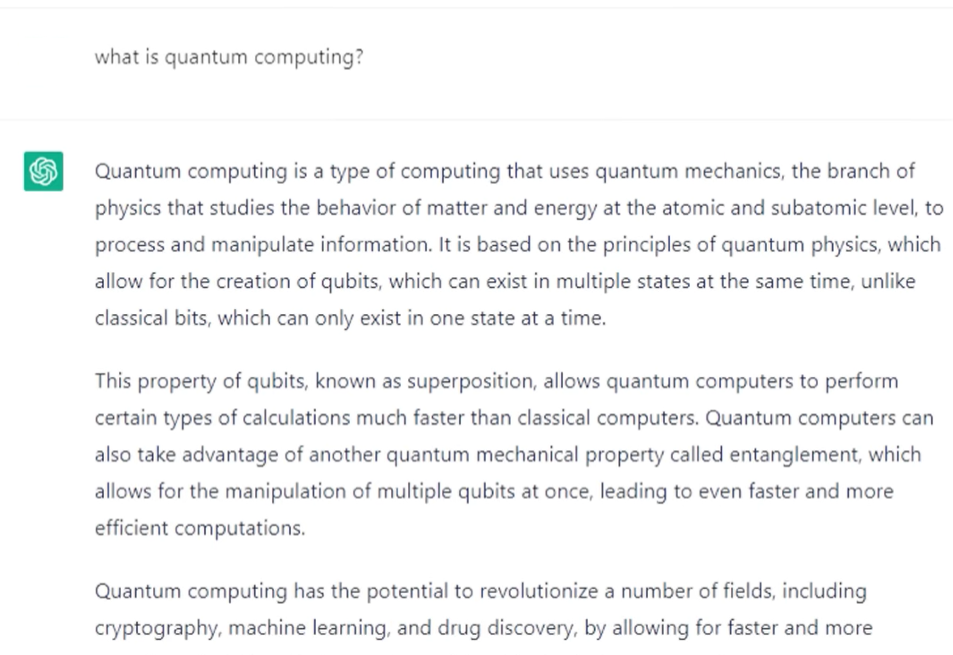 what is quantum computing?
Quantum computing is a type of computing that uses quantum mechanics, the branch of
physics that studies the behavior of matter and energy at the atomic and subatomic level, to
process and manipulate information. It is based on the principles of quantum physics, which
allow for the creation of qubits, which can exist in multiple states at the same time, unlike
classical bits, which can only exist in one state at a time.
This property of qubits, known as superposition, allows quantum computers to perform
certain types of calculations much faster than classical computers. Quantum computers can
also take advantage of another quantum mechanical property called entanglement, which
allows for the manipulation of multiple qubits at once, leading to even faster and more
efficient computations.
Quantum computing has the potential to revolutionize a number of fields, including
cryptography, machine learning, and drug discovery, by allowing for faster and more